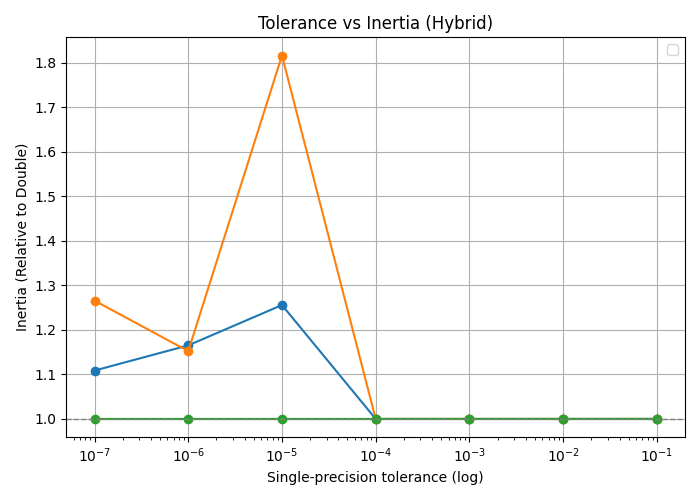 Tolerance vs Inertia (Hybrid)
Inertia (Relative to Double)
1.8
1.7
1.6
1.5
1.4
1.3
1.2
1.1
1.0
10⁻⁷ 10⁻⁶ 10⁻⁵ 10⁻⁴ 10⁻³ 10⁻² 10⁻¹
Single-precision tolerance (log)